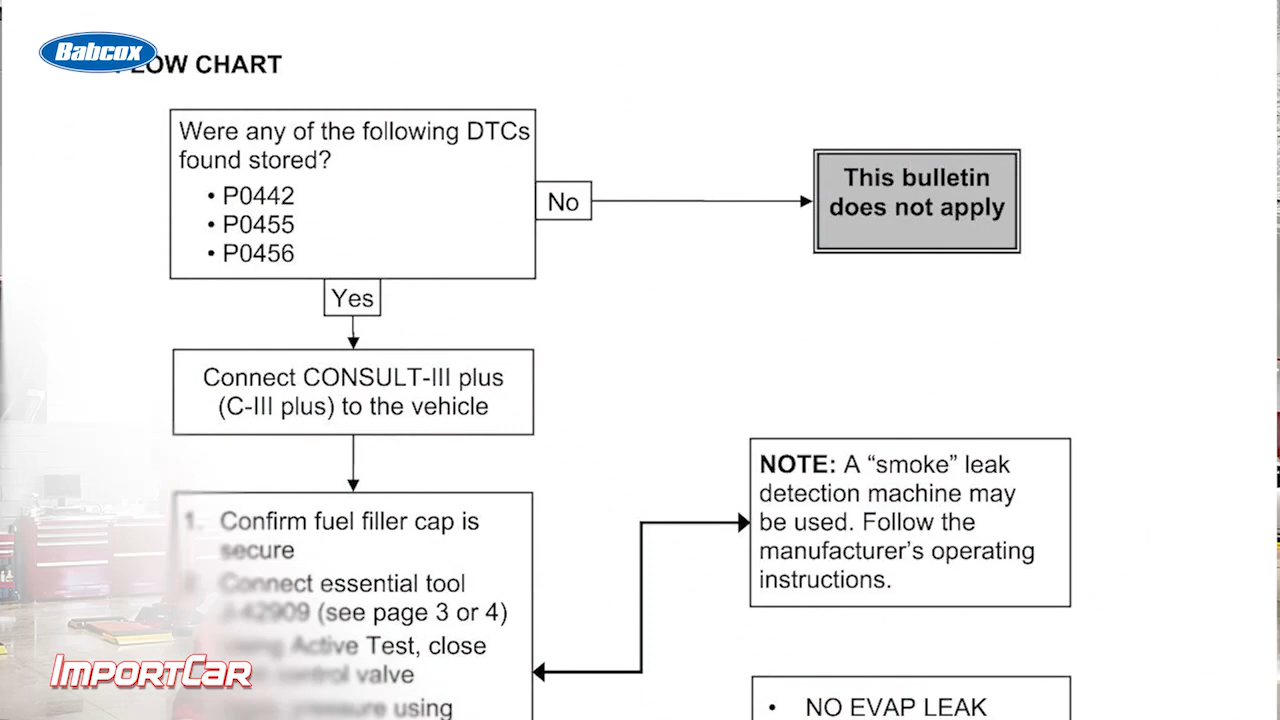 Babcox
FLOW CHART
Were any of the following DTCs
found stored?
• P0442
• P0455
• P0456
No
This bulletin
does not apply
Yes
Connect CONSULT-III plus
(C-III plus) to the vehicle
1. Confirm fuel filler cap is
secure
Connect essential tool
J-42909 (see page 3 or 4)
Using Active Test, close
control valve
pressure using
NOTE: A “smoke” leak
detection machine may
be used. Follow the
manufacturer’s operating
instructions.
• NO EVAP LEAK
IMPORTCAR